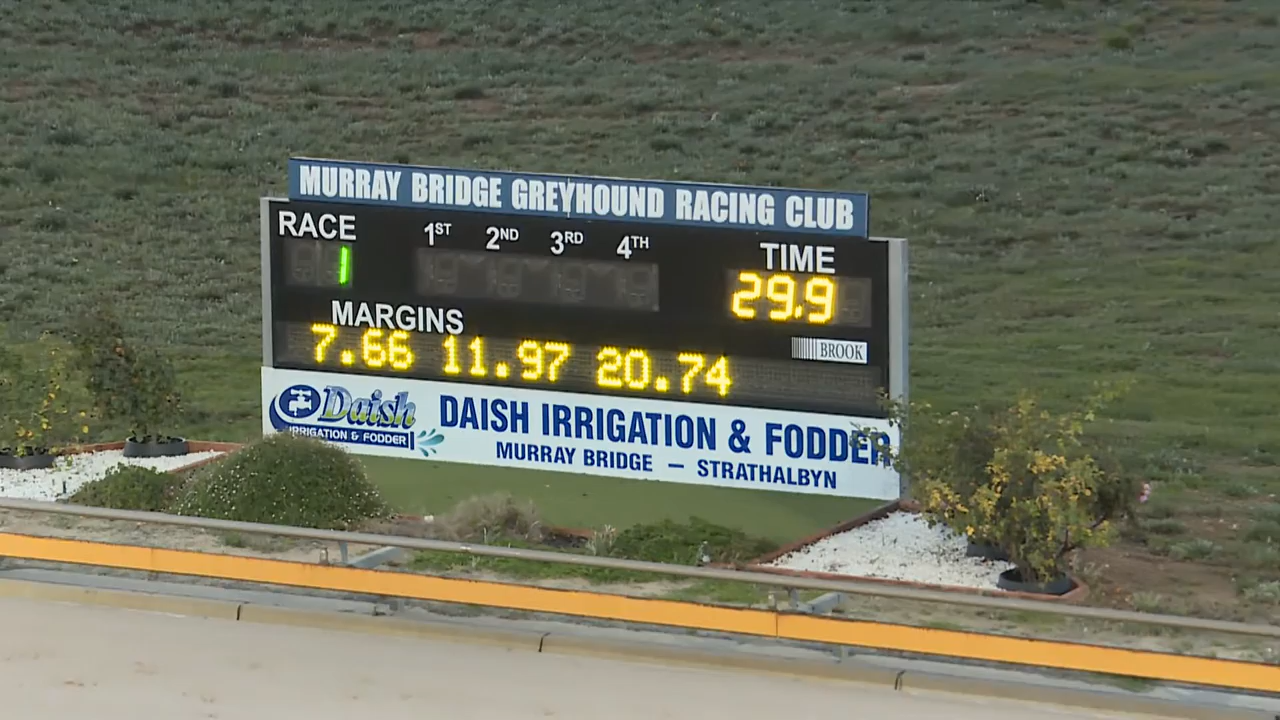 MURRAY BRIDGE GREYHOUND RACING CLUB
RACE 1ST 2ND 3RD 4TH TIME
1 29.9
MARGINS
7.66 11.97 20.74
BROOK
Daish
IRRIGATION & FODDER
DAISH IRRIGATION & FODDER
MURRAY BRIDGE – STRATHALBYN